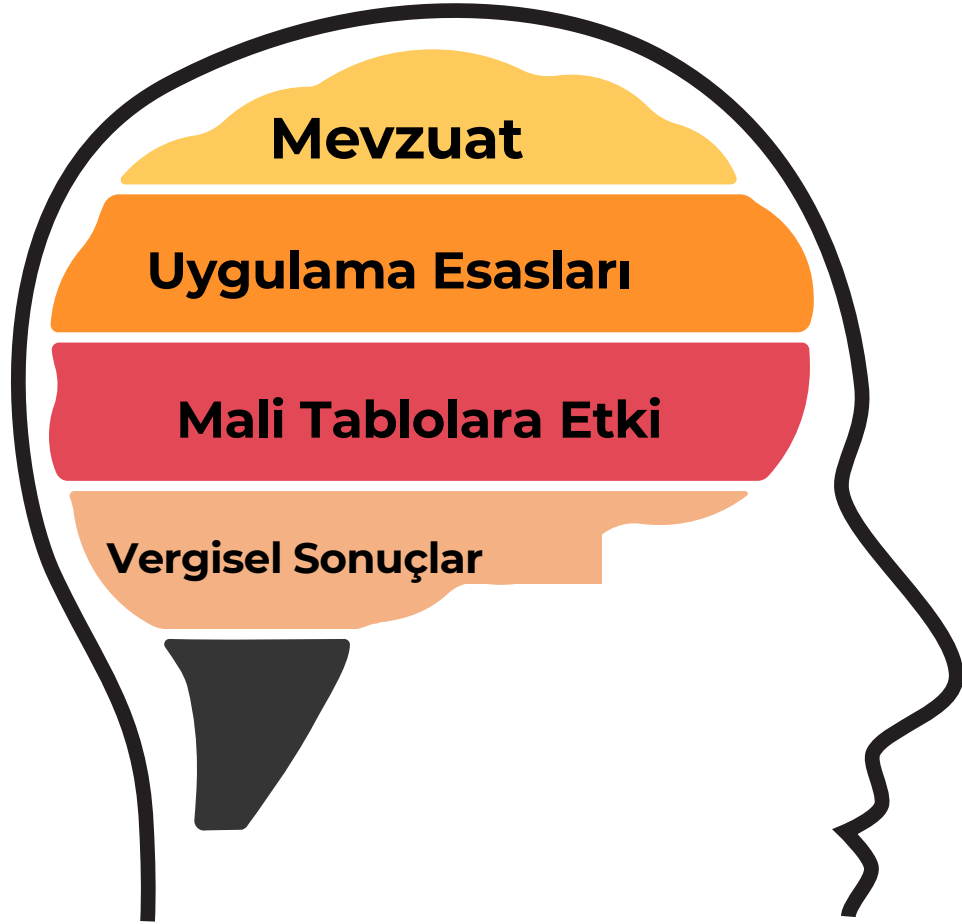 Mevzuat
Uygulama Esasları
Mali Tablolara Etki
Vergisel Sonuçlar